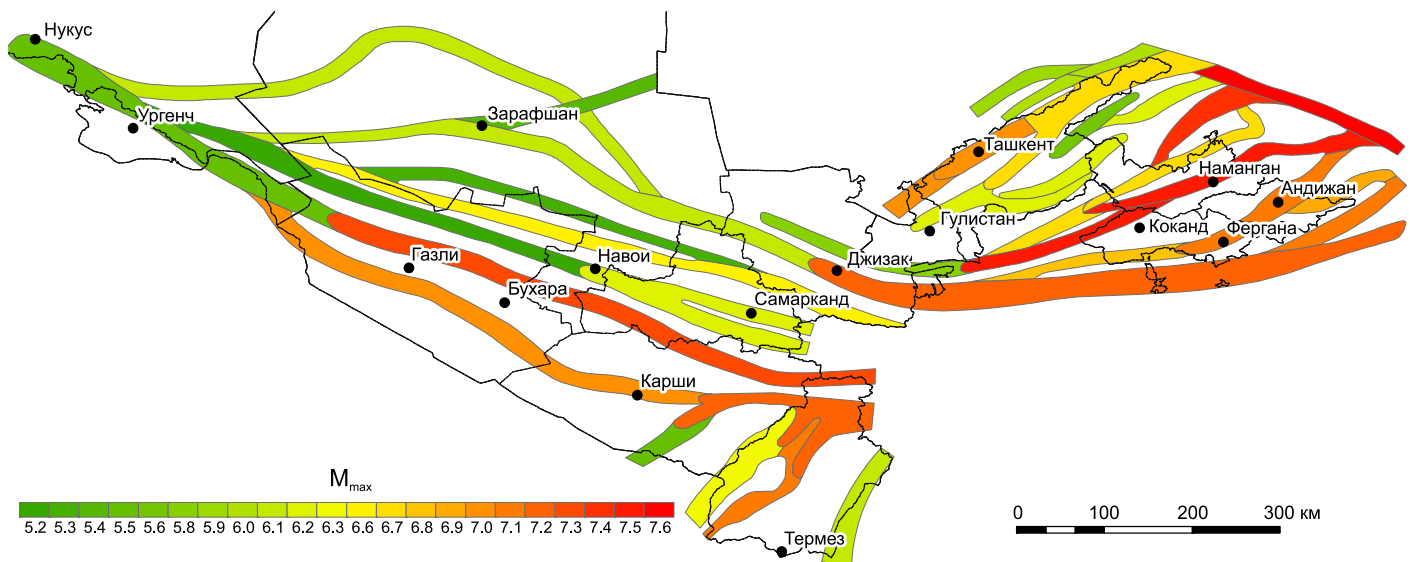 Нукус
Ургенч
Зарафшан
Ташкент
Наманган
Андижан
Гулистан
Коканд
Фергана
Газли
Навои
Джизак
Бухара
Самарканд
Карши
Термез
Mmax
5.2 5.3 5.4 5.5 5.6 5.8 5.9 6.0 6.1 6.2 6.3 6.6 6.7 6.8 6.9 7.0 7.1 7.2 7.3 7.4 7.5 7.6
0 100 200 300 км